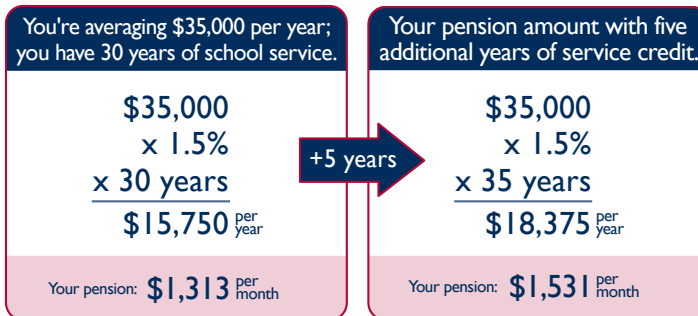 You're averaging $35,000 per year;
you have 30 years of school service.
$35,000
x 1.5%
x 30 years
$15,750 per year
Your pension: $1,313 per month
+5 years
Your pension amount with five
additional years of service credit.
$35,000
x 1.5%
x 35 years
$18,375 per year
Your pension: $1,531 per month